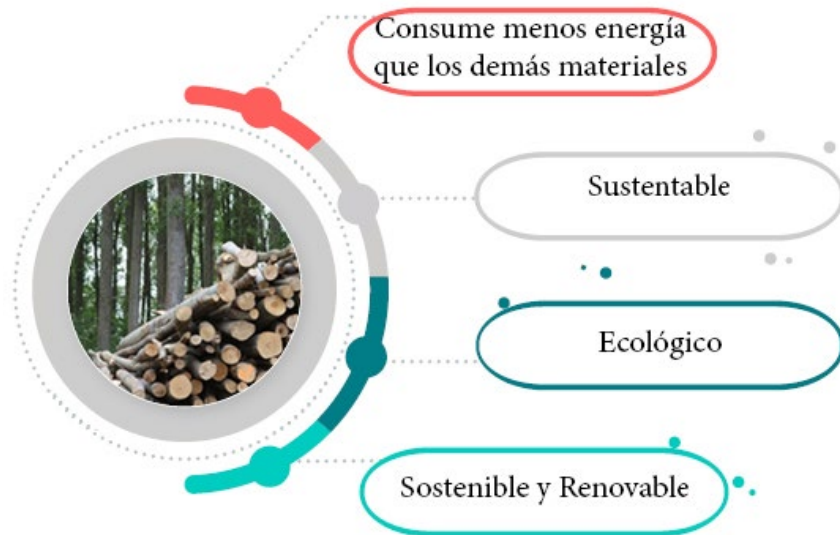 Consume menos energía
que los demás materiales
Sustentable
Ecológico
Sostenible y Renovable